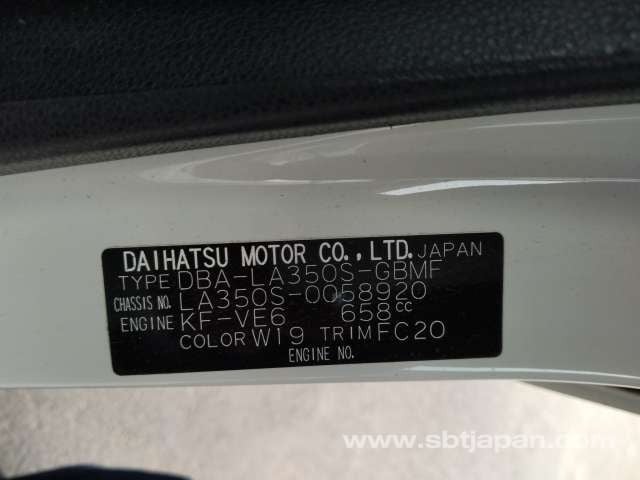 DAIHATSU MOTOR CO., LTD. JAPAN
TYPE DBA-LA350S-GBMF
CHASSIS NO. LA350S-0058920
ENGINE KF-VE6 658cc
COLOR W19 TRIM FC20
ENGINE NO.
www.sbtjapan.com